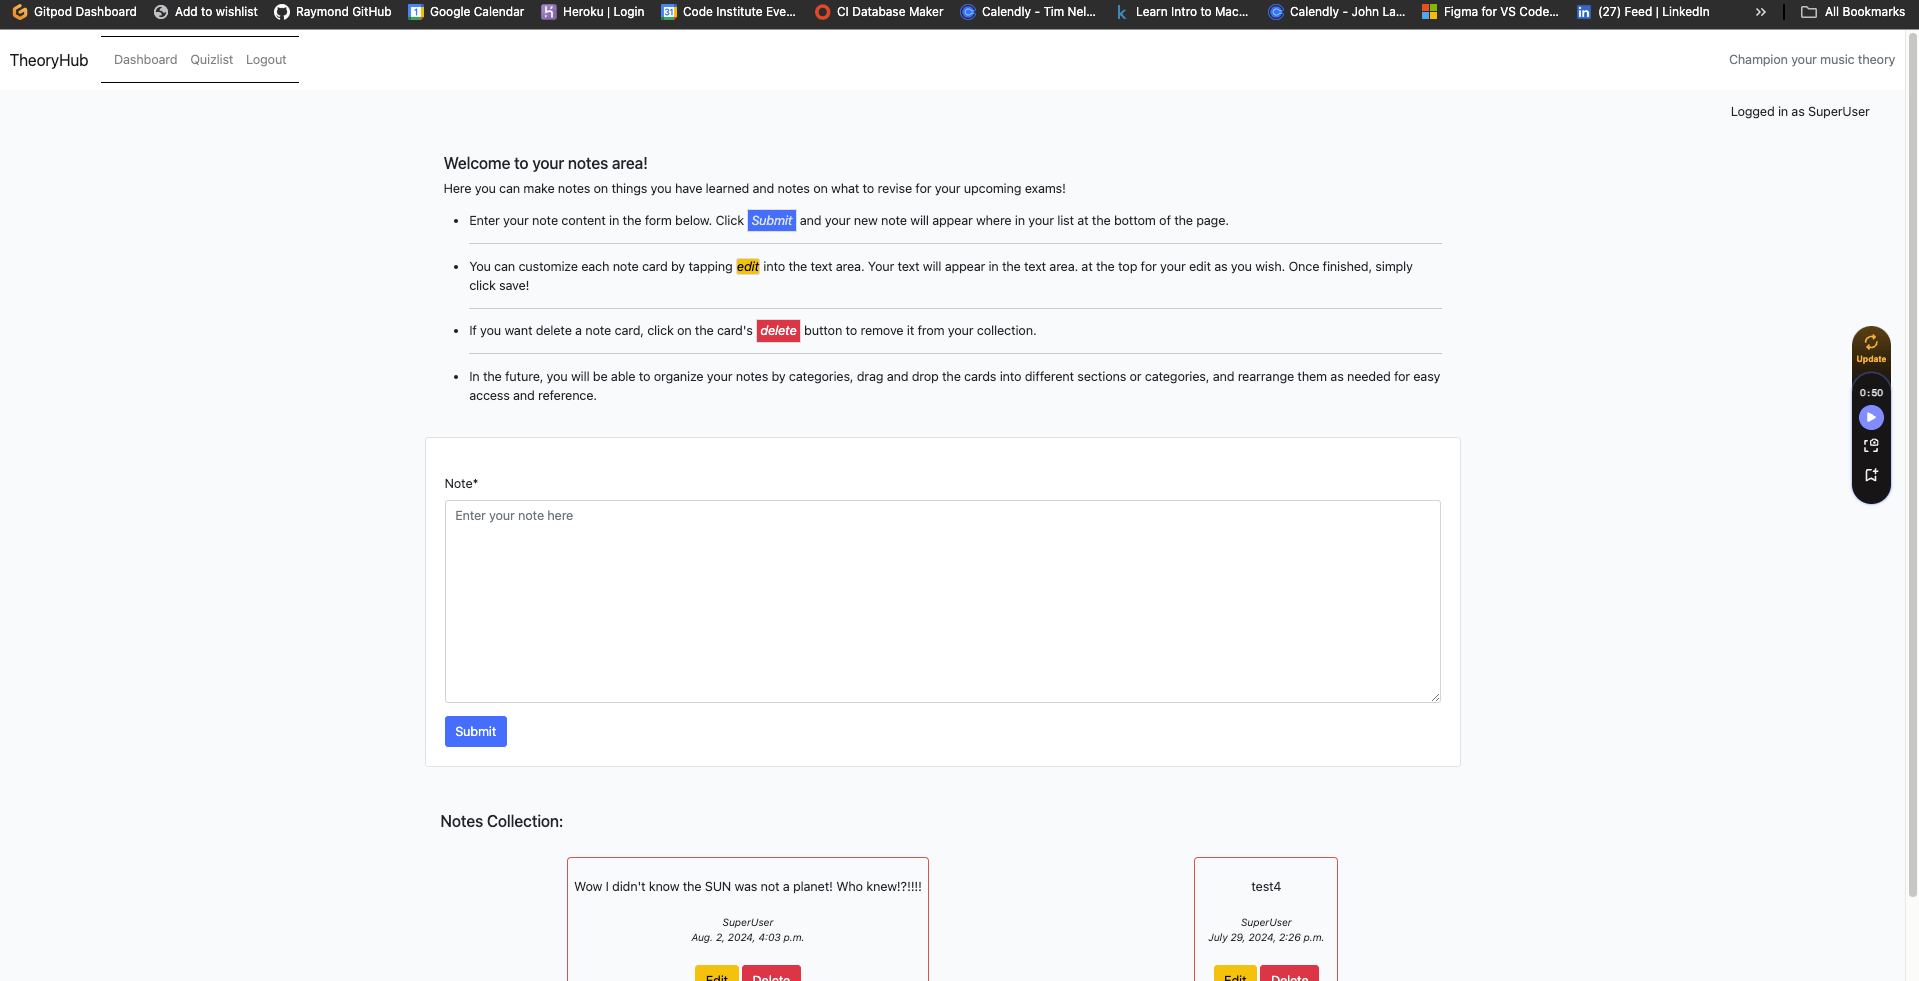 Gitpod Dashboard Add to wishlist Raymond GitHub Google Calendar Heroku | Login Code Institute Eve... CI Database Maker Calendly - Tim Nel... Learn Intro to Mac... Calendly - John La... Figma for VS Code... (27) Feed | LinkedIn » All Bookmarks
TheoryHub Dashboard Quizlist Logout Champion your music theory
Logged in as SuperUser
Welcome to your notes area!
Here you can make notes on things you have learned and notes on what to revise for your upcoming exams!
• Enter your note content in the form below. Click Submit and your new note will appear where in your list at the bottom of the page.
• You can customize each note card by tapping edit into the text area. Your text will appear in the text area. at the top for your edit as you wish. Once finished, simply
click save!
• If you want delete a note card, click on the card's delete button to remove it from your collection.
• In the future, you will be able to organize your notes by categories, drag and drop the cards into different sections or categories, and rearrange them as needed for easy
access and reference.
Update
0:50
Note*
Enter your note here
Submit
Notes Collection:
Wow I didn't know the SUN was not a planet! Who knew!?!!!!
SuperUser
Aug. 2, 2024, 4:03 p.m.
Edit Delete
test4
SuperUser
July 29, 2024, 2:26 p.m.
Edit Delete